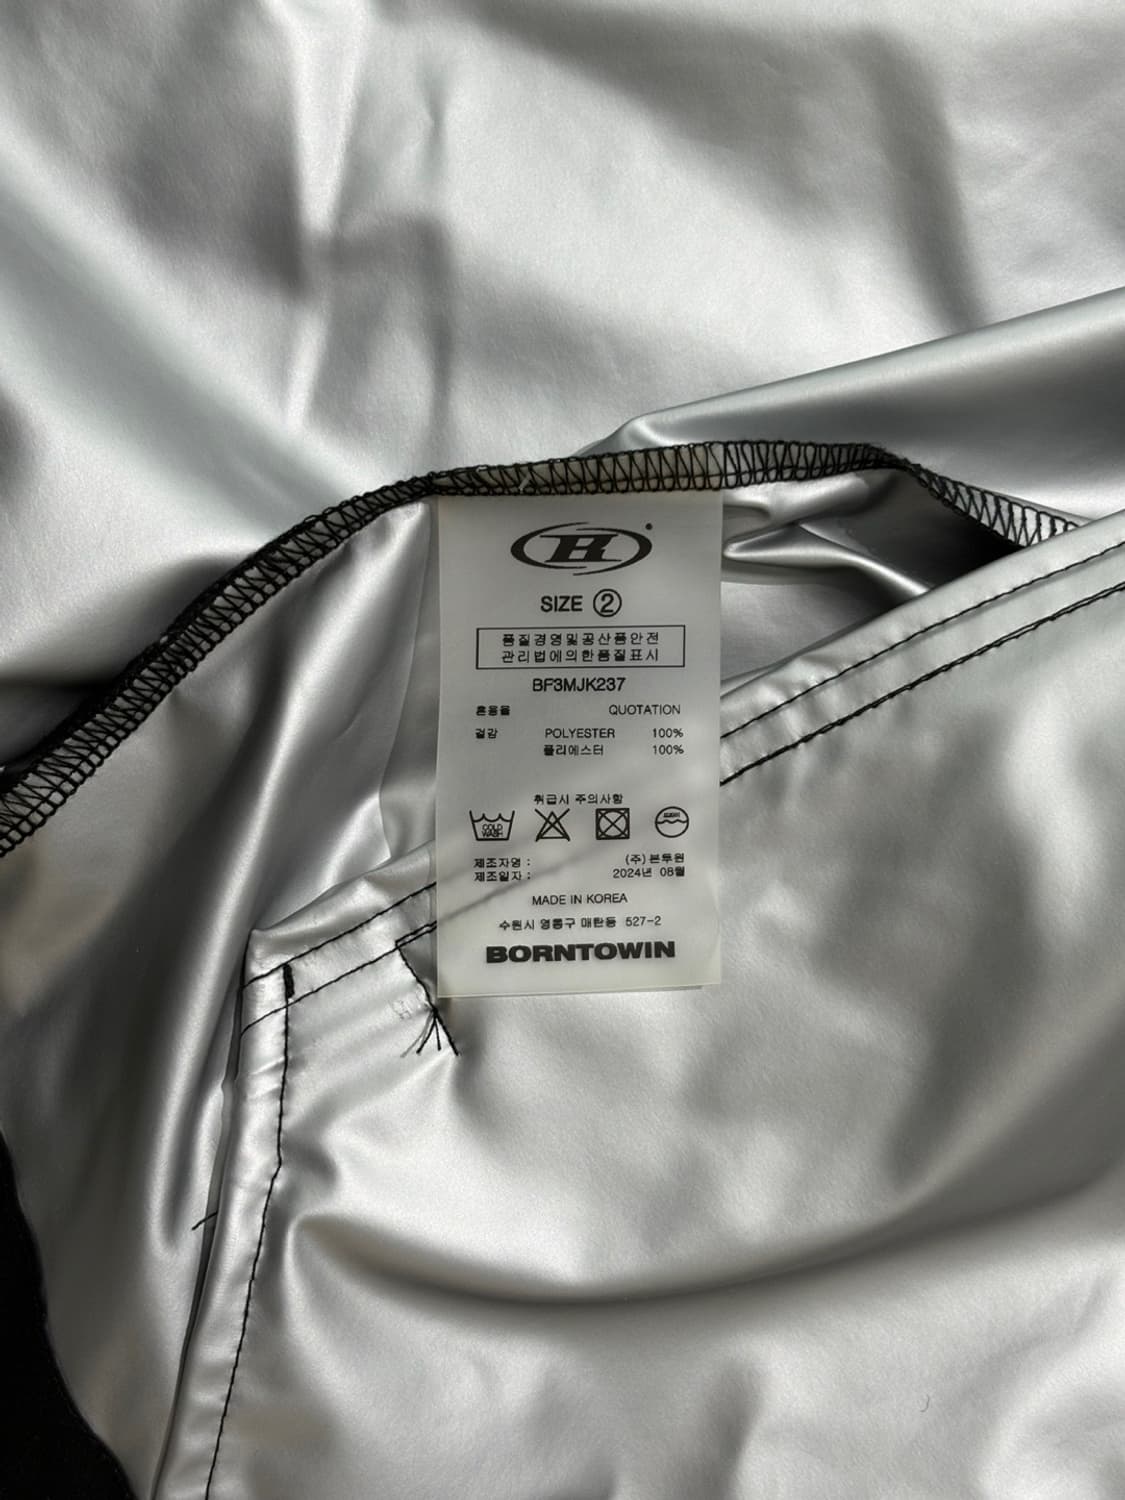 B
SIZE ②
품질경영및공산품안전
관리법에의한품질표시
BF3MJK237
혼용율 QUOTATION
겉감 POLYESTER 100%
폴리에스터 100%
취급시 주의사항
COLD WASH
제조자명 : (주)본투윈
제조일자 : 2024년 08월
MADE IN KOREA
수원시 영통구 매탄동 527-2
BORNTOWIN